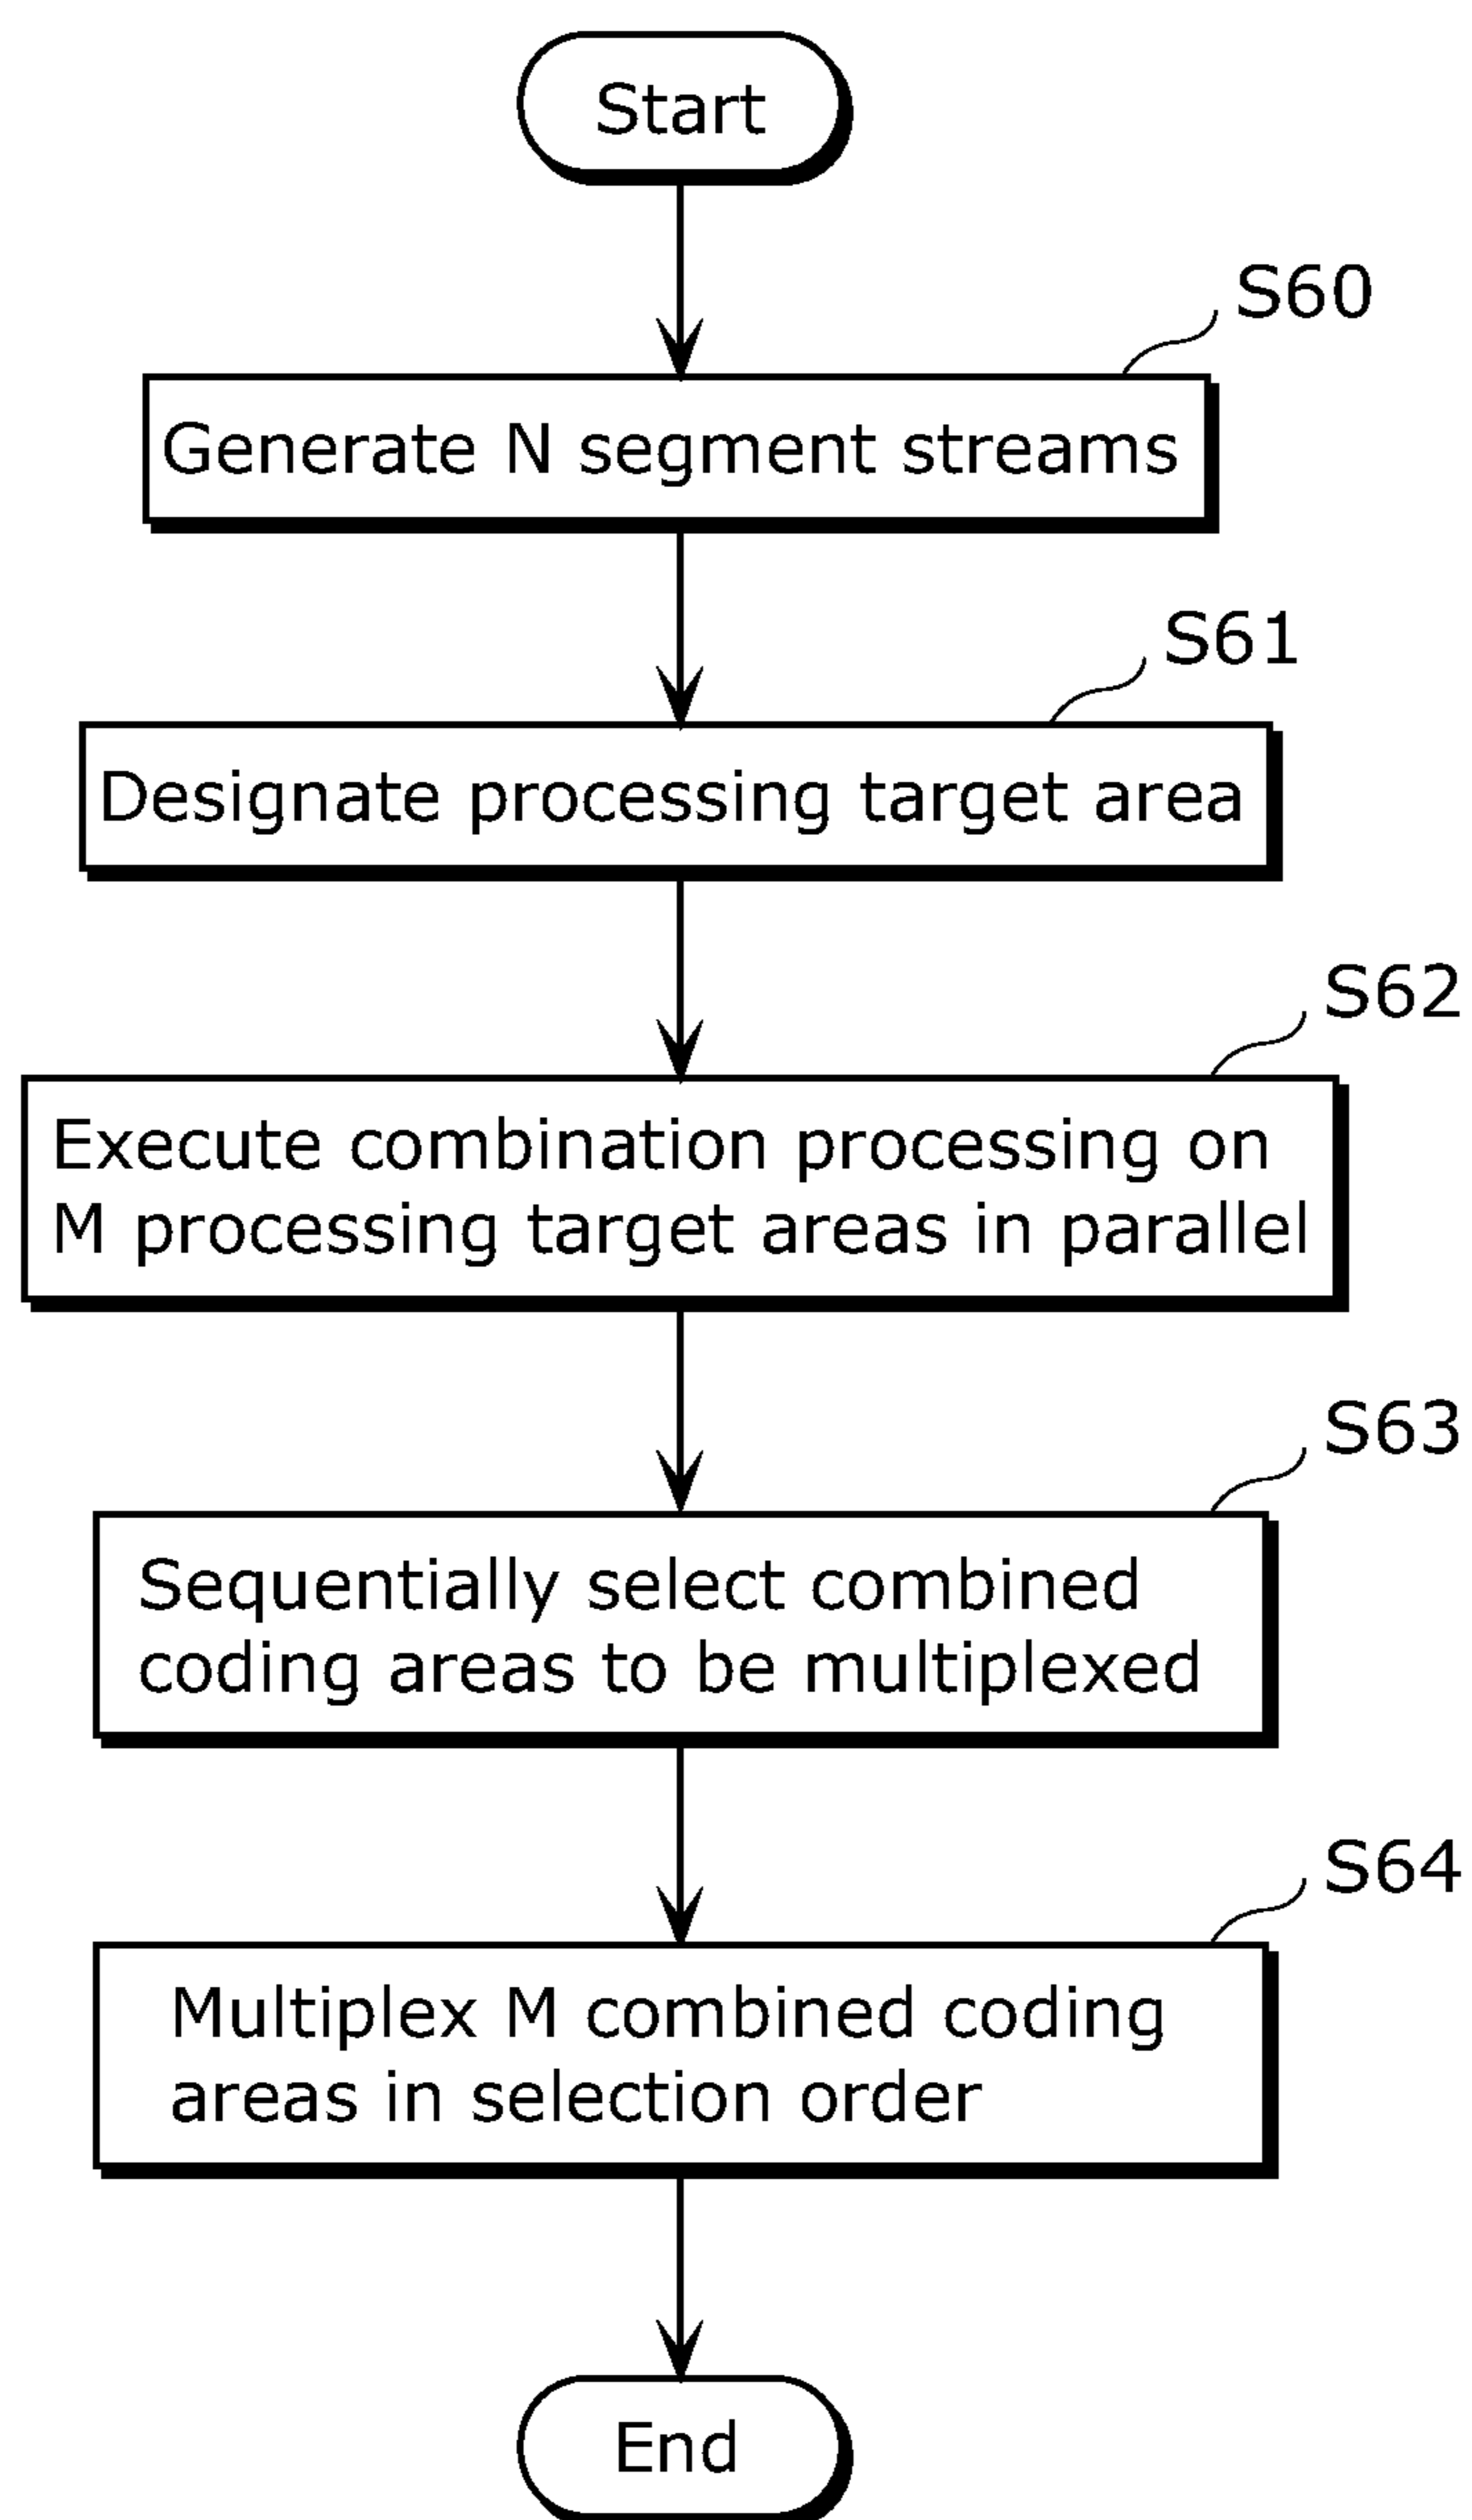 Start
S60
Generate N segment streams
S61
Designate processing target area
S62
Execute combination processing on
M processing target areas in parallel
S63
Sequentially select combined
coding areas to be multiplexed
S64
Multiplex M combined coding
areas in selection order
End